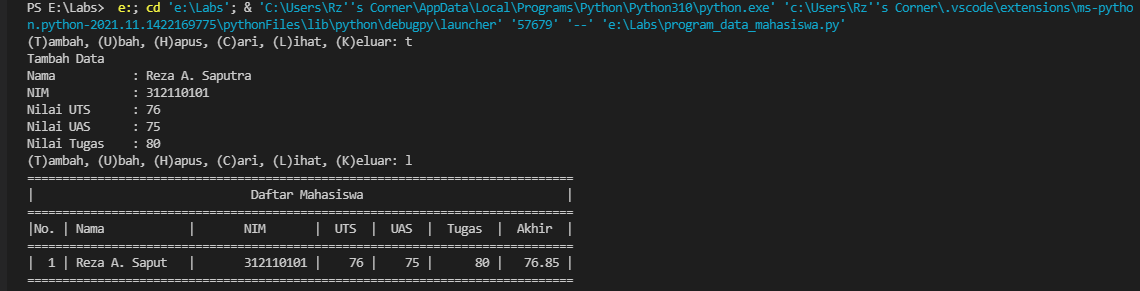 PS E:\Labs>  e:; cd 'e:\Labs'; & 'C:\Users\Rz''s Corner\AppData\Local\Programs\Python\Python310\python.exe' 'c:\Users\Rz''s Corner\.vscode\extensions\ms-pytho
n.python-2021.11.1422169775\pythonFiles\lib\python\debugpy\launcher' '57679' '--' 'e:\Labs\program_data_mahasiswa.py'
(T)ambah, (U)bah, (H)apus, (C)ari, (L)ihat, (K)eluar: t
Tambah Data
Nama           : Reza A. Saputra
NIM            : 312110101
Nilai UTS      : 76
Nilai UAS      : 75
Nilai Tugas    : 80
(T)ambah, (U)bah, (H)apus, (C)ari, (L)ihat, (K)eluar: l
==============================================================================
|                               Daftar Mahasiswa                             |
==============================================================================
|No. | Nama            |       NIM       |  UTS  |  UAS  |  Tugas  |  Akhir  |
==============================================================================
|  1 | Reza A. Saput   |       312110101 |    76 |    75 |      80 |   76.85 |
==============================================================================